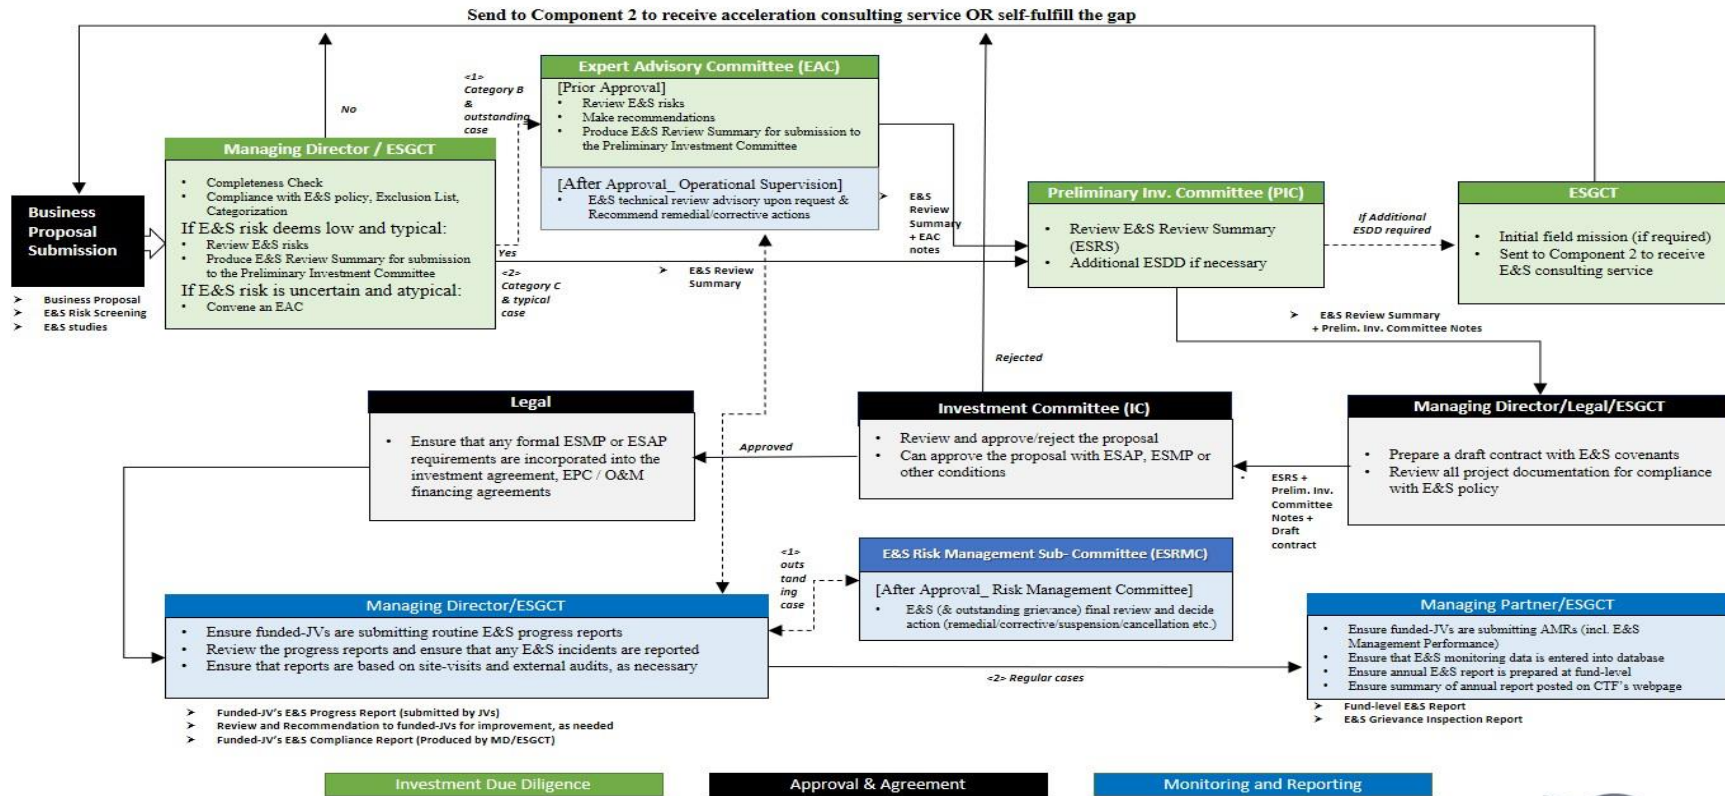 Send to Component 2 to receive acceleration consulting service OR self-fulfill the gap
No
<1>
Category B
&
outstanding
case
Expert Advisory Committee (EAC)
[Prior Approval]
• Review E&S risks
• Make recommendations
• Produce E&S Review Summary for submission to
the Preliminary Investment Committee
[After Approval_ Operational Supervision]
• E&S technical review advisory upon request &
Recommend remedial/corrective actions
Business
Proposal
Submission
➤ Business Proposal
➤ E&S Risk Screening
➤ E&S studies
Managing Director / ESGCT
• Completeness Check
• Compliance with E&S policy, Exclusion List,
Categorization
If E&S risk deems low and typical:
• Review E&S risks
• Produce E&S Review Summary for submission
to the Preliminary Investment Committee
If E&S risk is uncertain and atypical:
• Convene an EAC
Yes
<2>
Category C
& typical
case
➤ E&S Review
Summary
➤ E&S
Review
Summary
+ EAC
notes
Preliminary Inv. Committee (PIC)
• Review E&S Review Summary
(ESRS)
• Additional ESDD if necessary
If Additional
ESDD required
ESGCT
• Initial field mission (if required)
• Sent to Component 2 to receive
E&S consulting service
➤ E&S Review Summary
+ Prelim. Inv. Committee Notes
Rejected
Legal
• Ensure that any formal ESMP or ESAP
requirements are incorporated into the
investment agreement, EPC / O&M
financing agreements
Approved
Investment Committee (IC)
• Review and approve/reject the proposal
• Can approve the proposal with ESAP, ESMP or
other conditions
• ESRS +
Prelim. Inv.
Committee
Notes +
Draft
contract
Managing Director/Legal/ESGCT
• Prepare a draft contract with E&S covenants
• Review all project documentation for compliance
with E&S policy
<1>
outs
tand
ing
case
E&S Risk Management Sub- Committee (ESRMC)
[After Approval_ Risk Management Committee]
• E&S (& outstanding grievance) final review and decide
action (remedial/corrective/suspension/cancellation etc.)
Managing Director/ESGCT
• Ensure funded-JVs are submitting routine E&S progress reports
• Review the progress reports and ensure that any E&S incidents are reported
• Ensure that reports are based on site-visits and external audits, as necessary
➤ Funded-JV's E&S Progress Report (submitted by JVs)
➤ Review and Recommendation to funded-JVs for improvement, as needed
➤ Funded-JV's E&S Compliance Report (Produced by MD/ESGCT)
<2> Regular cases
Managing Partner/ESGCT
• Ensure funded-JVs are submitting AMRs (incl. E&S
Management Performance)
• Ensure that E&S monitoring data is entered into database
• Ensure annual E&S report is prepared at fund-level
• Ensure summary of annual report posted on CTF's webpage
➤ Fund-level E&S Report
➤ E&S Grievance Inspection Report
Investment Due Diligence
Approval & Agreement
Monitoring and Reporting